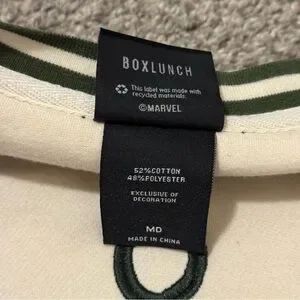 BOXLUNCH
This label was made with
recycled materials.
©MARVEL
52%COTTON
48%POLYESTER
EXCLUSIVE OF
DECORATION
MD
MADE IN CHINA